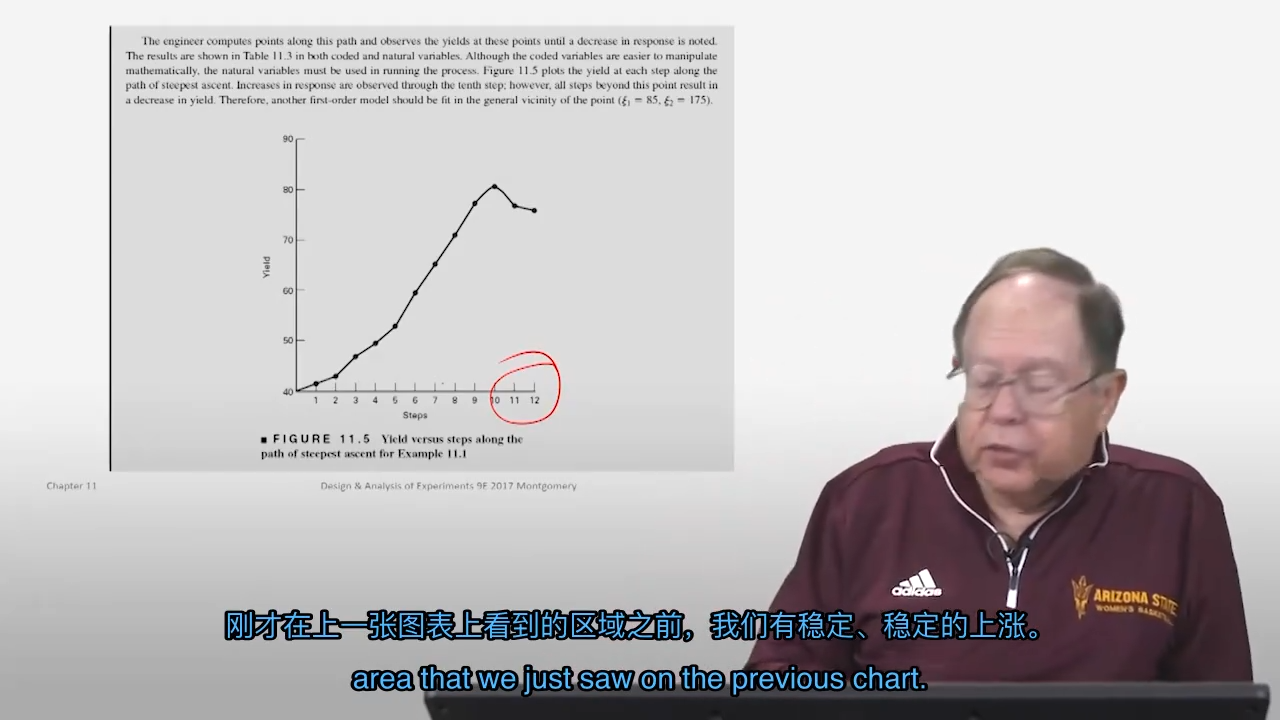 The engineer computes points along this path and observes the yields at these points until a decrease in response is noted.
The results are shown in Table 11.3 in both coded and natural variables. Although the coded variables are easier to manipulate
mathematically, the natural variables must be used in running the process. Figure 11.5 plots the yield at each step along the
path of steepest ascent. Increases in response are observed through the tenth step; however, all steps beyond this point result in
a decrease in yield. Therefore, another first-order model should be fit in the general vicinity of the point (ξ₁ = 85, ξ₂ = 175).
90
80
70
60
50
40
Yield
1 2 3 4 5 6 7 8 9 10 11 12
Steps
■ FIGURE 11.5 Yield versus steps along the
path of steepest ascent for Example 11.1
Chapter 11
Design & Analysis of Experiments 9E 2017 Montgomery
adidas
ARIZONA STATE
WOMEN'S BASKETBALL
刚才在上一张图表上看到的区域之前，我们有稳定、稳定的上涨。
area that we just saw on the previous chart.